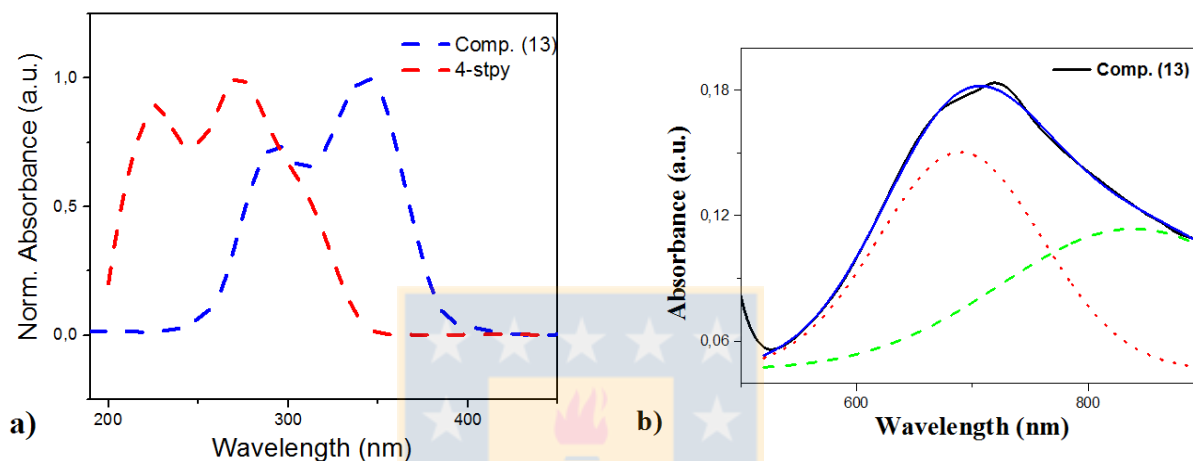 Norm. Absorbance (a.u.)
1,0
0,5
0,0
Comp. (13)
4-stpy
200
300
400
Wavelength (nm)
a)
Absorbance (a.u.)
0,18
0,12
0,06
Comp. (13)
600
800
Wavelength (nm)
b)